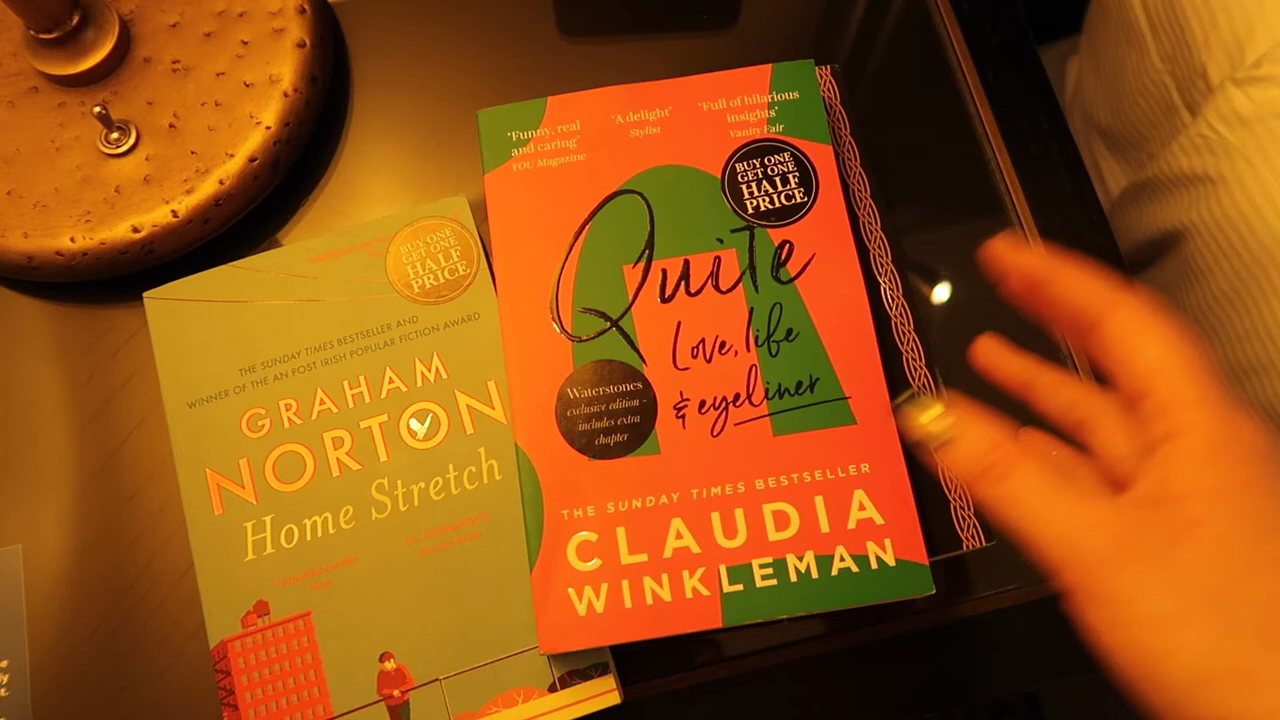 BUY ONE
GET ONE
HALF
PRICE
THE SUNDAY TIMES BESTSELLER AND
WINNER OF THE AN POST IRISH POPULAR FICTION AWARD
GRAHAM
NORTON
Home Stretch
'Funny, real
and caring'
YOU Magazine
'A delight'
Stylist
'Full of hilarious
insights'
Vanity Fair
BUY ONE
GET ONE
HALF
PRICE
Quite
Love, life
& eyeliner
Waterstones
exclusive edition –
includes extra
chapter
THE SUNDAY TIMES BESTSELLER
CLAUDIA
WINKLEMAN